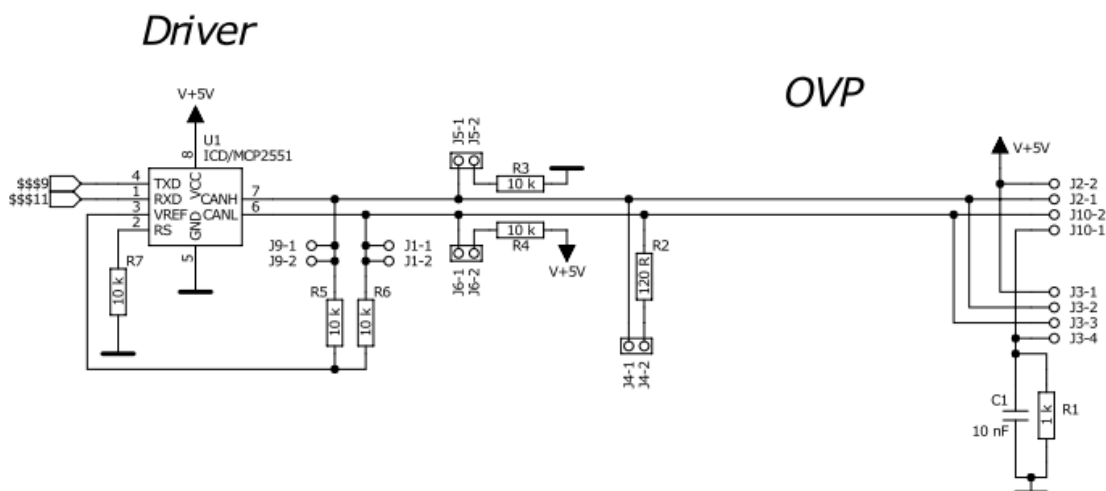 Driver
OVP
V+5V
U1
ICD/MCP2551
8
VCC
$$$9
4
TXD
$$$11
1
RXD
CANH
7
3
VREF
CANL
6
2
RS
GND
5
R7
10 k
J9-1
J9-2
J1-1
J1-2
R5
10 k
R6
10 k
J5-1
J5-2
R3
10 k
10 k
R4
V+5V
J6-1
J6-2
R2
120 R
J4-1
J4-2
V+5V
J2-2
J2-1
J10-2
J10-1
J3-1
J3-2
J3-3
J3-4
C1
10 nF
1 k
R1